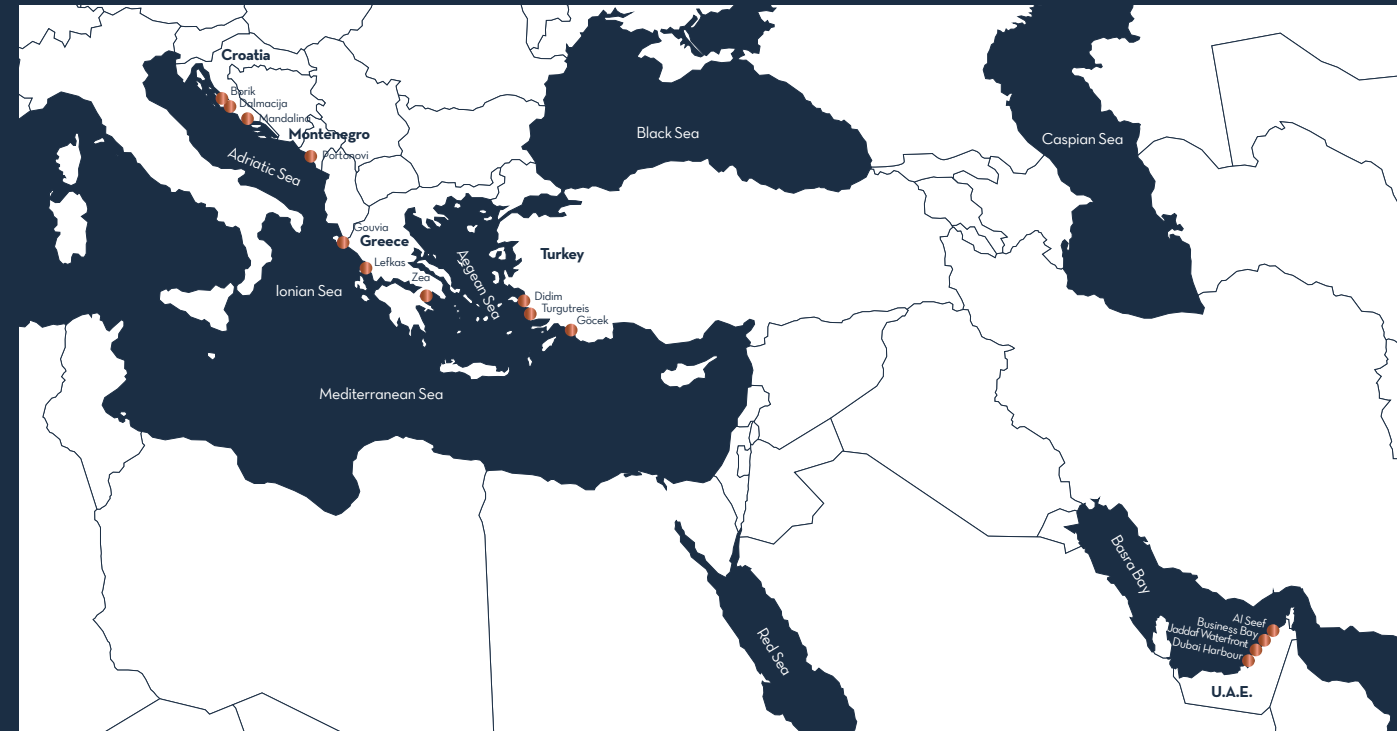 Croatia
Borik
Dalmacija
Mandalina
Montenegro
Portonovi
Adriatic Sea
Black Sea
Caspian Sea
Gouvia
Greece
Lefkas
Zea
Aegean Sea
Turkey
Ionian Sea
Didim
Turgutreis
Göcek
Mediterranean Sea
Basra Bay
Red Sea
Al Seef
Business Bay
Jaddaf Waterfront
Dubai Harbour
U.A.E.